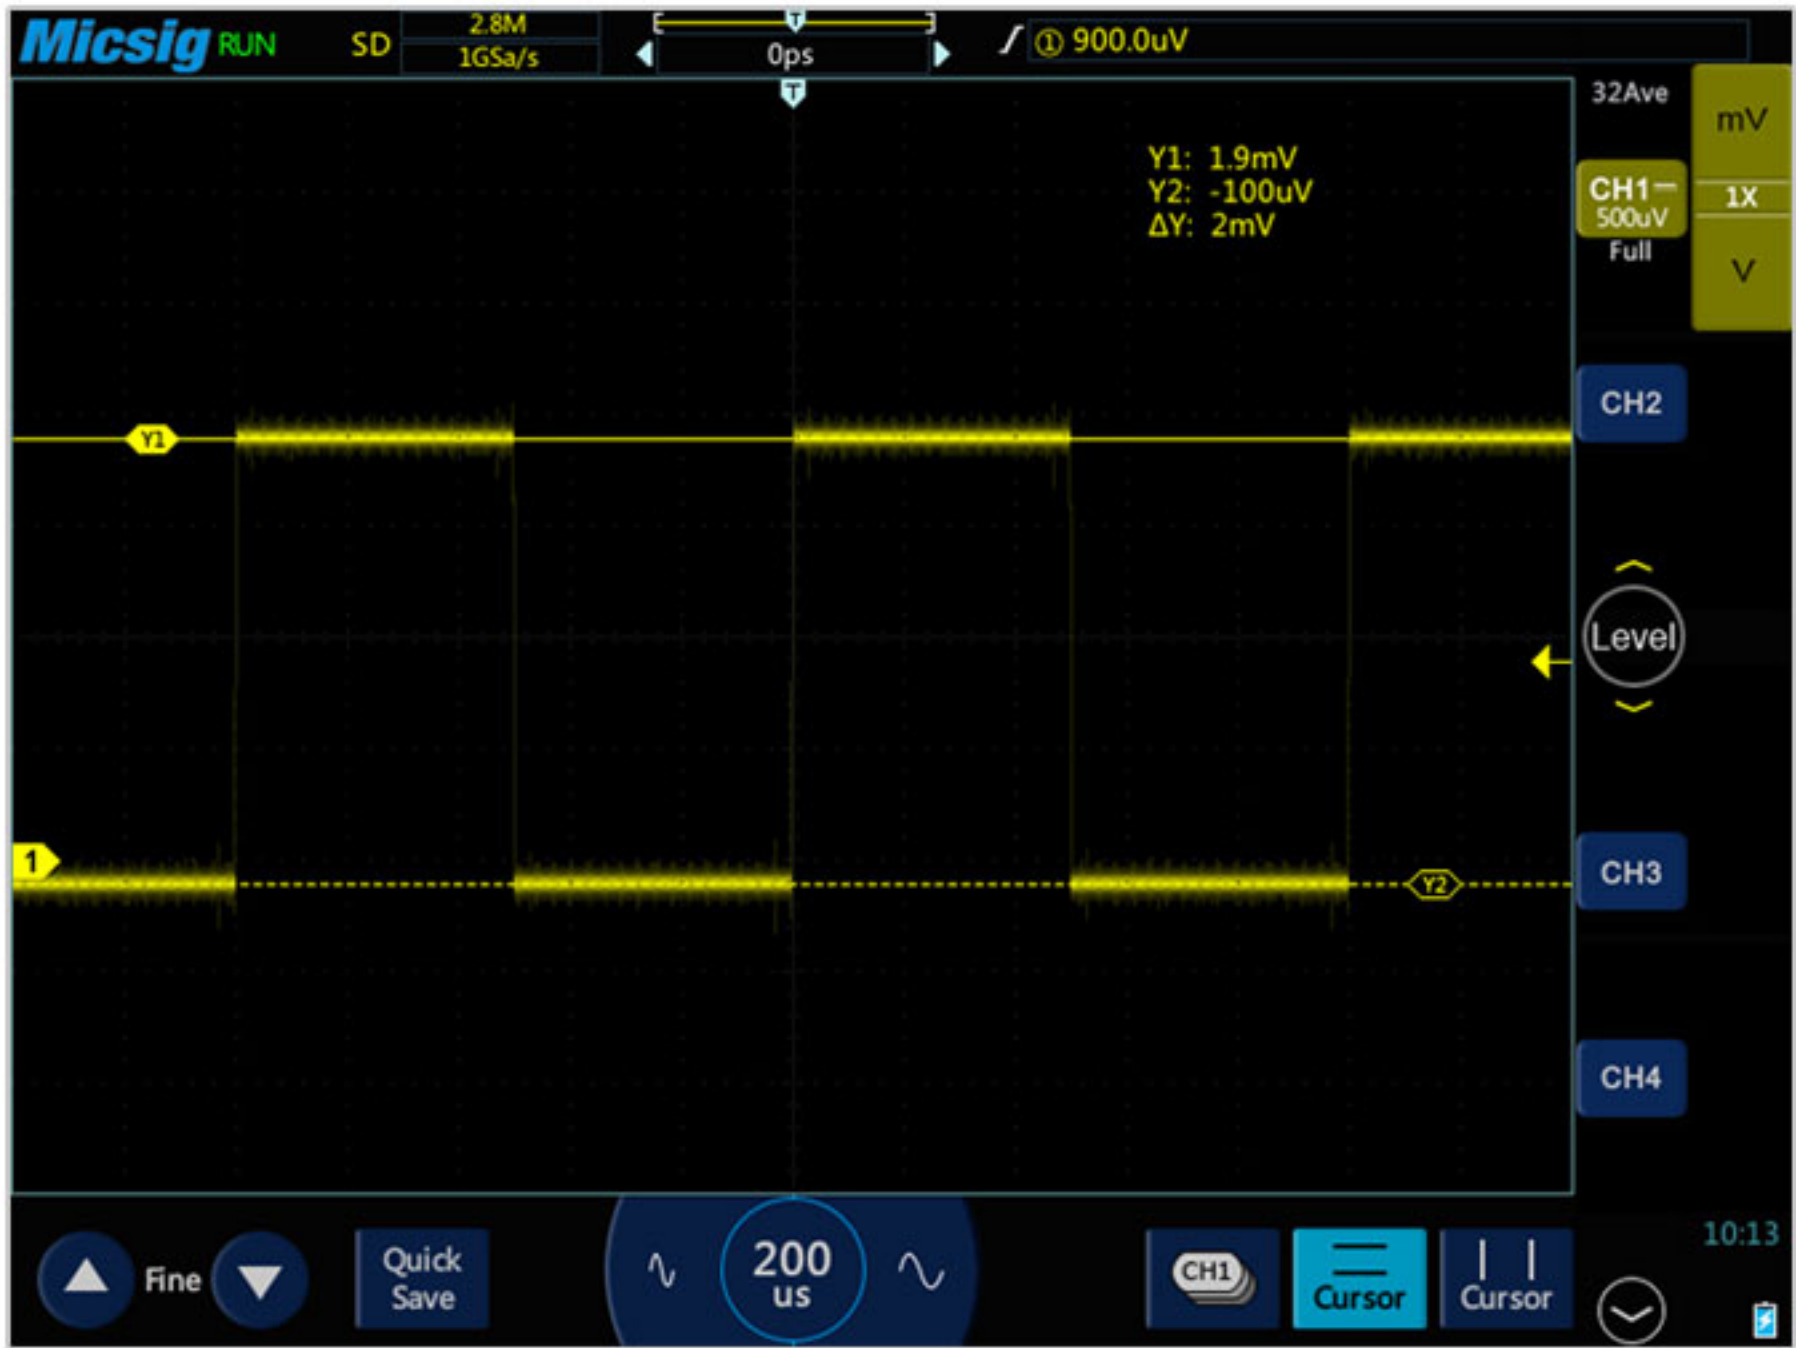 Micsig RUN SD 2.8M
1GSa/s
T
0ps
① 900.0uV
T
32Ave
mV
Y1: 1.9mV
Y2: -100uV
ΔY: 2mV
CH1
500uV
Full
1X
V
CH2
Y1
Level
1
CH3
Y2
CH4
Fine
Quick
Save
200
us
CH1
Cursor
Cursor
10:13